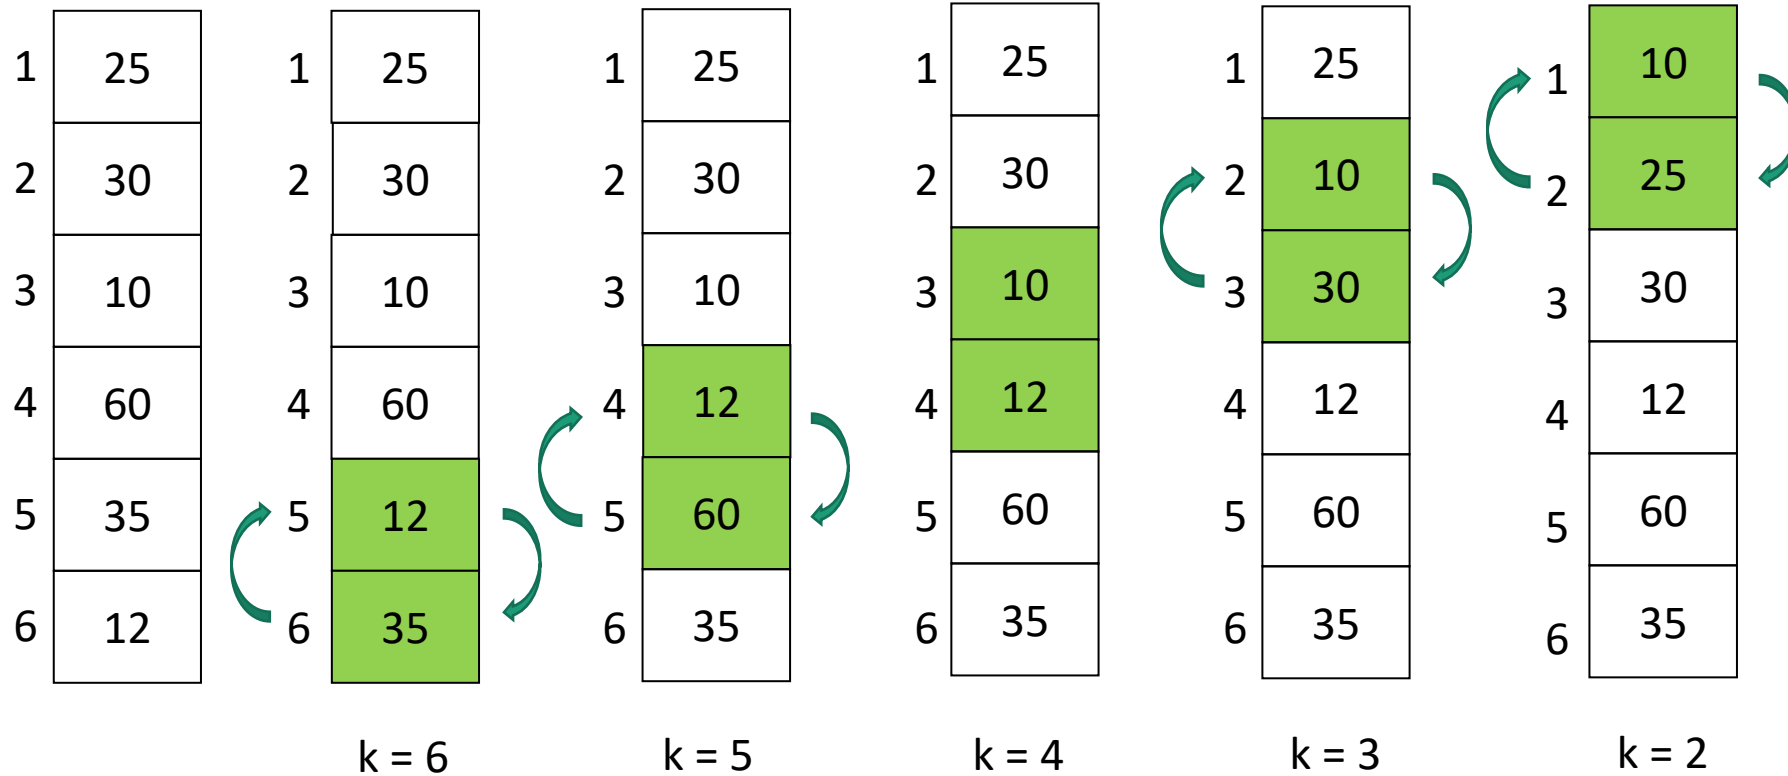 1 25 1 25 1 25 1 25 1 25 1 10
2 30 2 30 2 30 2 30 2 10 2 25
3 10 3 10 3 10 3 10 3 30 3 30
4 60 4 60 4 12 4 12 4 12 4 12
5 35 5 12 5 60 5 60 5 60 5 60
6 12 6 35 6 35 6 35 6 35 6 35
k = 6 k = 5 k = 4 k = 3 k = 2